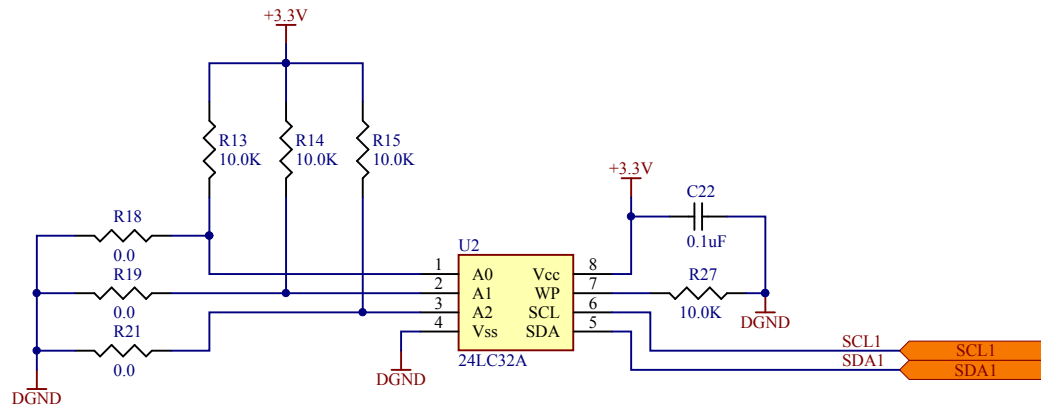 +3.3V
R13
10.0K
R14
10.0K
R15
10.0K
+3.3V
C22
0.1uF
R18
0.0
R19
0.0
R21
0.0
DGND
U2
1 A0 Vcc 8
2 A1 WP 7
3 A2 SCL 6
4 Vss SDA 5
24LC32A
DGND
R27
10.0K
DGND
SCL1 SCL1
SDA1 SDA1